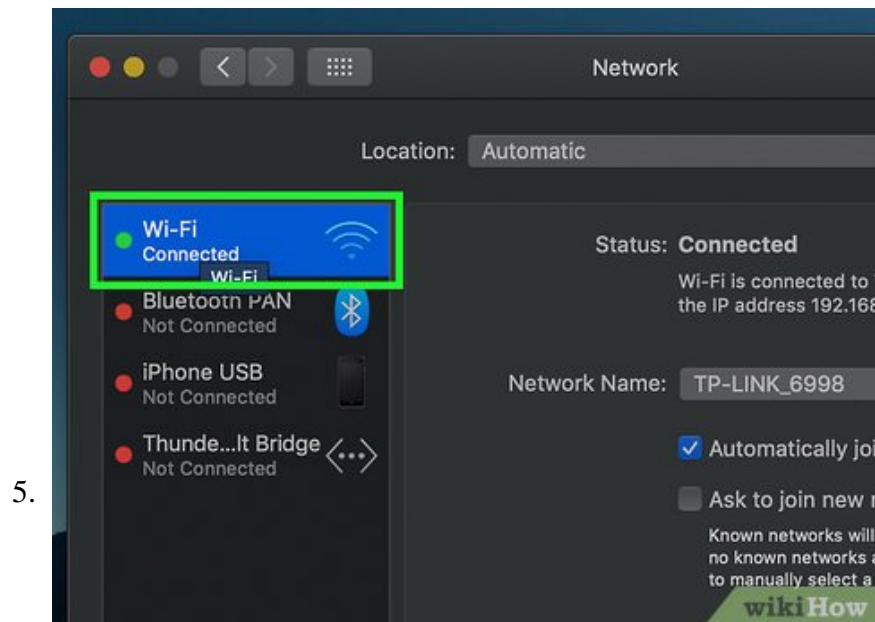 Network
Location: Automatic
Wi-Fi
Connected
Wi-Fi
Bluetooth PAN
Not Connected
iPhone USB
Not Connected
Thunde...lt Bridge
Not Connected
Status: Connected
Wi-Fi is connected to
the IP address 192.168
Network Name: TP-LINK_6998
Automatically joi
Ask to join new
Known networks will
no known networks
to manually select a
5.
wikiHow